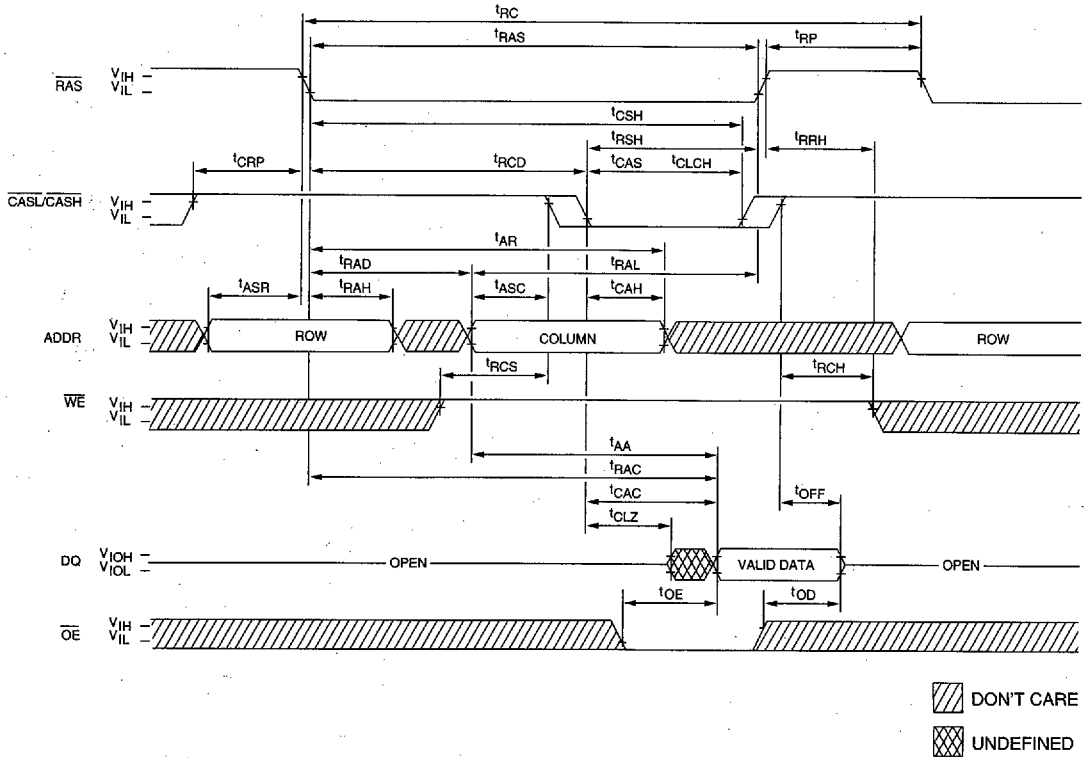 tRC
tRAS
tRP
RAS
VIH
VIL
tCSH
tRSH
tRRH
tCRP
tRCD
tCAS
tCLCH
CASL/CASH
VIH
VIL
tAR
tRAD
tRAL
tASR
tRAH
tASC
tCAH
ADDR
VIH
VIL
ROW
COLUMN
ROW
tRCS
tRCH
WE
VIH
VIL
tAA
tRAC
tCAC
tOFF
tCLZ
DQ
VIOH
VIOL
OPEN
VALID DATA
OPEN
tOE
tOD
OE
VIH
VIL
DON'T CARE
UNDEFINED